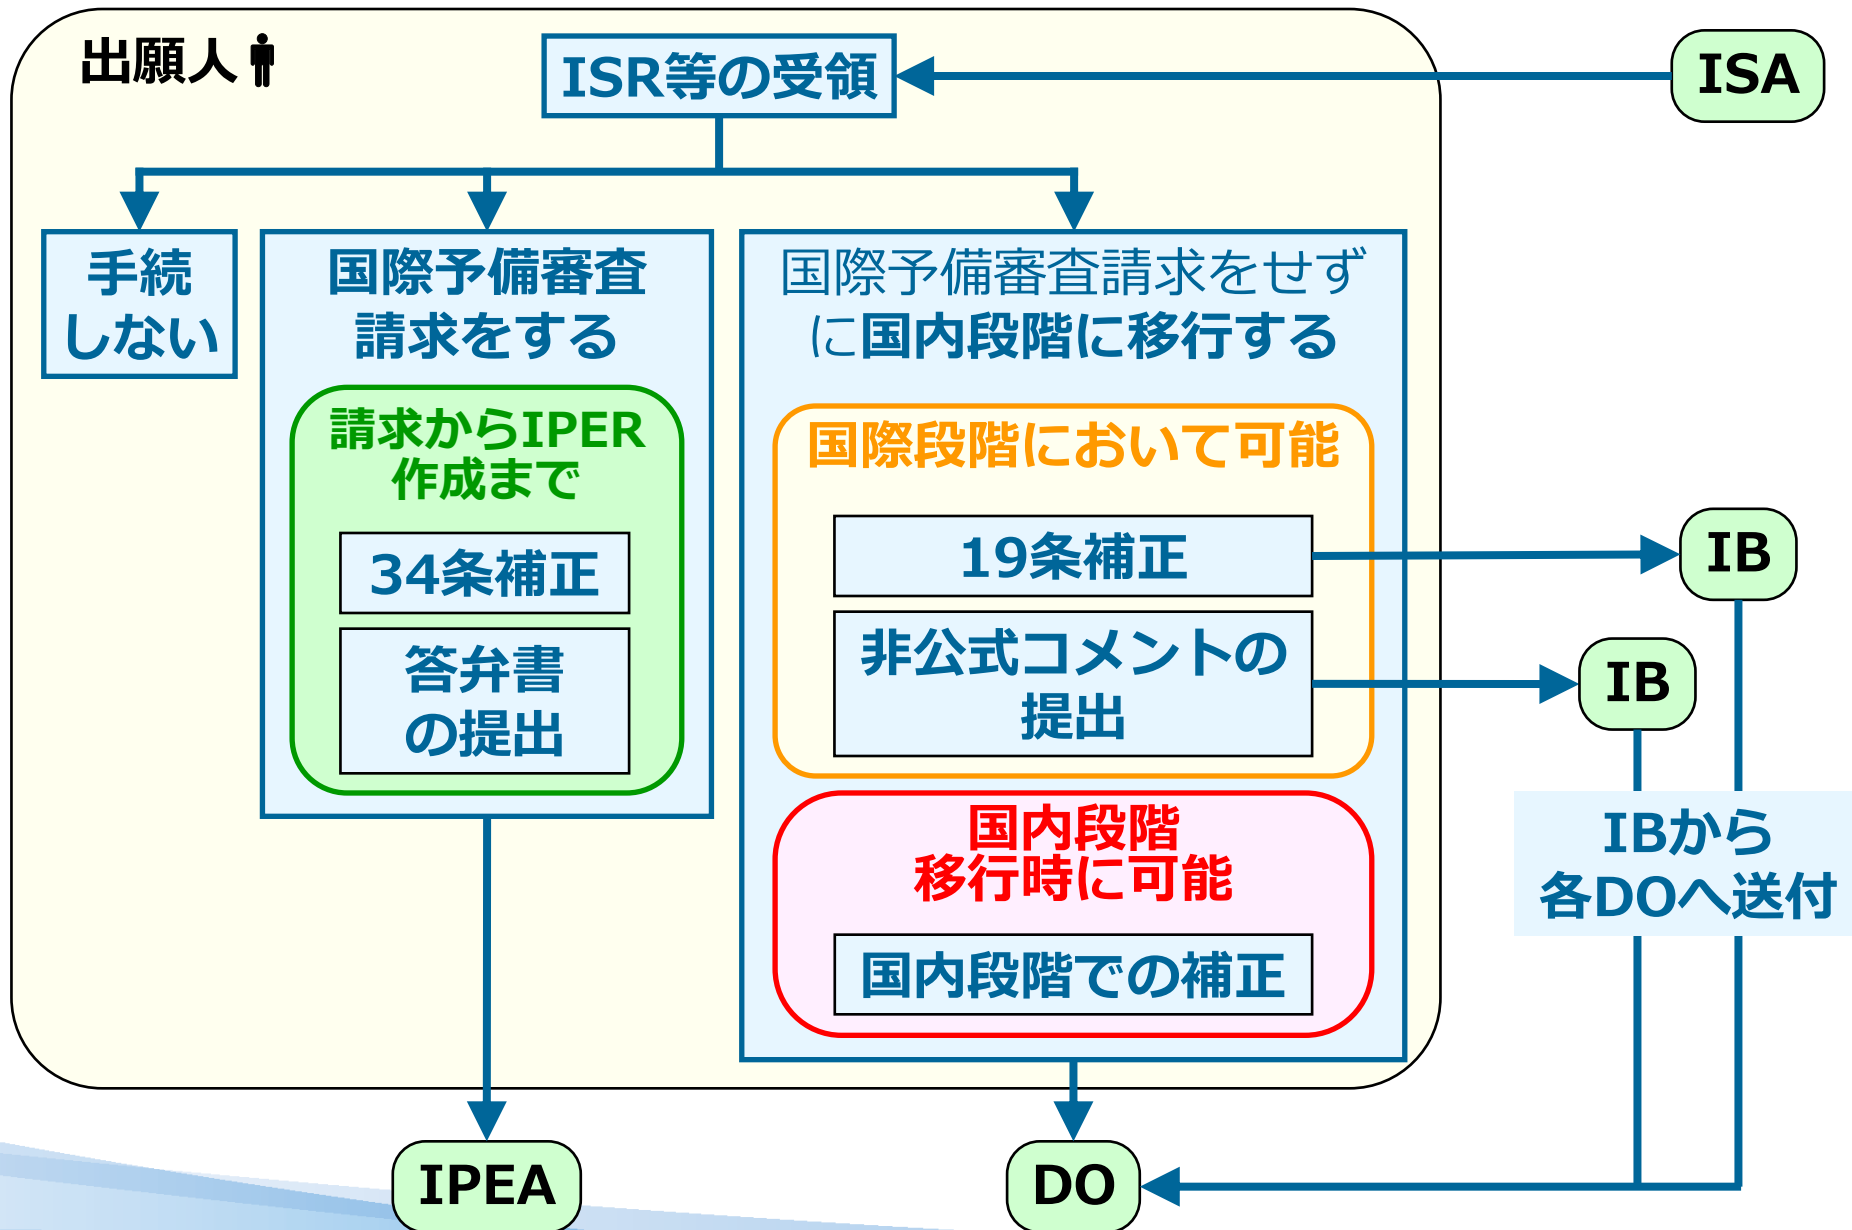 出願人
ISR等の受領
ISA
手続
しない
国際予備審査
請求をする
請求からIPER
作成まで
34条補正
答弁書
の提出
国際予備審査請求をせず
に国内段階に移行する
国際段階において可能
19条補正
非公式コメントの
提出
国内段階
移行時に可能
国内段階での補正
IB
IB
IBから
各DOへ送付
IPEA
DO